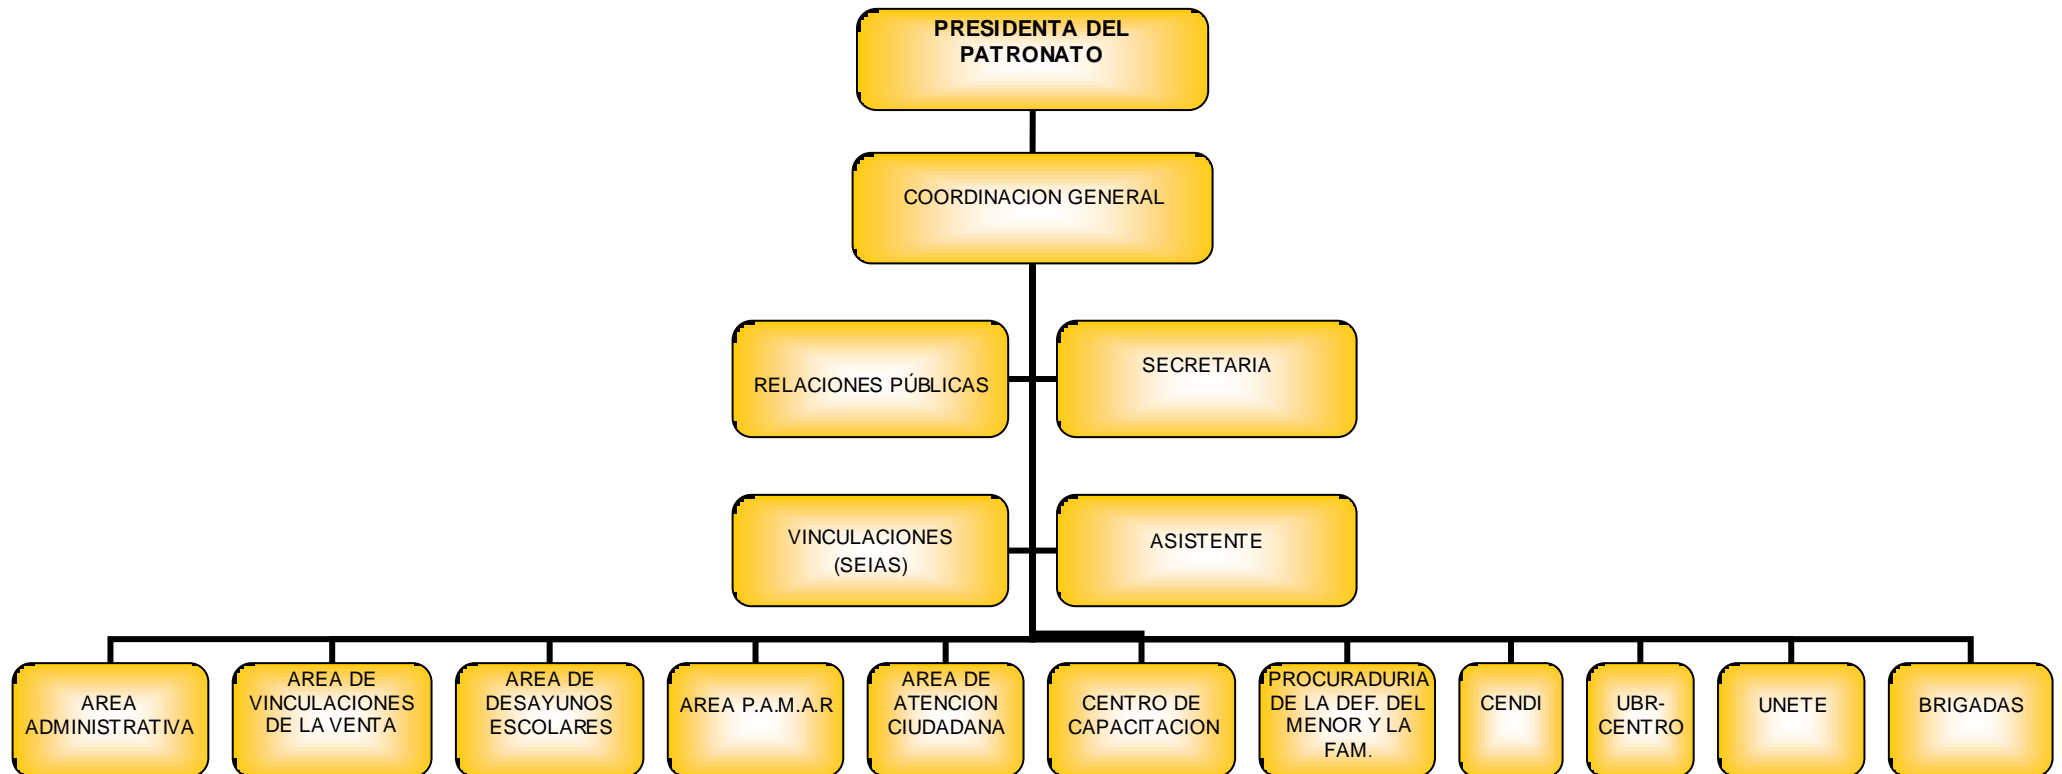 PRESIDENTA DEL
PATRONATO
COORDINACION GENERAL
RELACIONES PÚBLICAS
SECRETARIA
VINCULACIONES
(SEIAS)
ASISTENTE
AREA
ADMINISTRATIVA
AREA DE
VINCULACIONES
DE LA VENTA
AREA DE
DESAYUNOS
ESCOLARES
AREA P.A.M.A.R
AREA DE
ATENCION
CIUDADANA
CENTRO DE
CAPACITACION
PROCURADURIA
DE LA DEF. DEL
MENOR Y LA
FAM.
CENDI
UBR-
CENTRO
UNETE
BRIGADAS